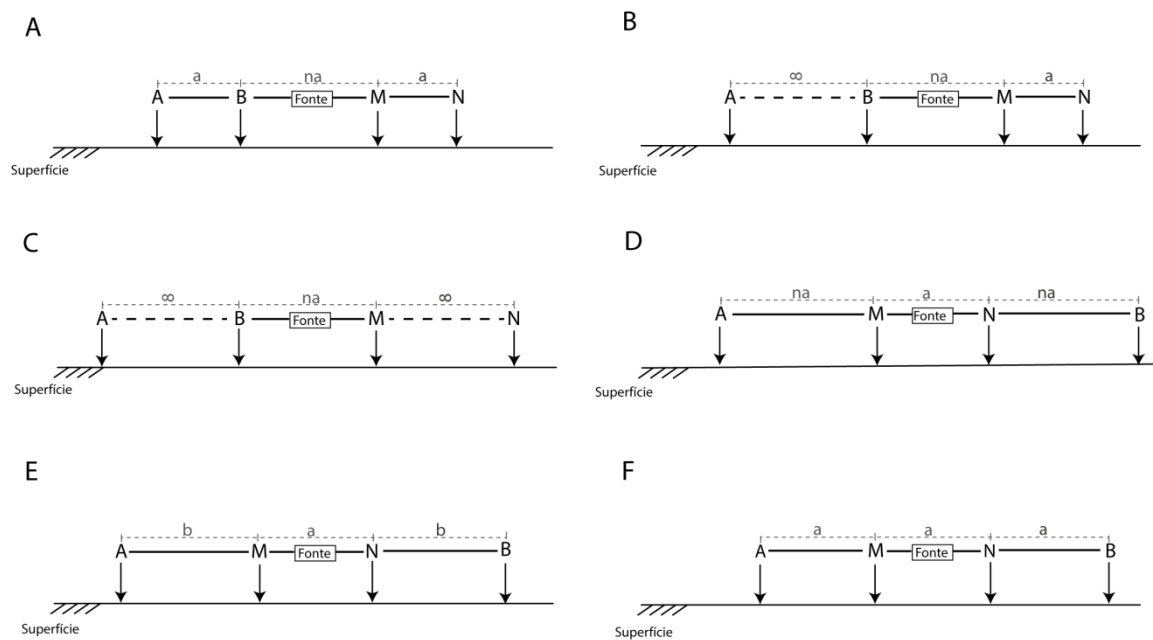 A
a na a
A B Fonte M N
Superfície
B
∞ na a
A B Fonte M N
Superfície
C
∞ na ∞
A B Fonte M N
Superfície
D
na a na
A M Fonte N B
Superfície
E
b a b
A M Fonte N B
Superfície
F
a a a
A M Fonte N B
Superfície